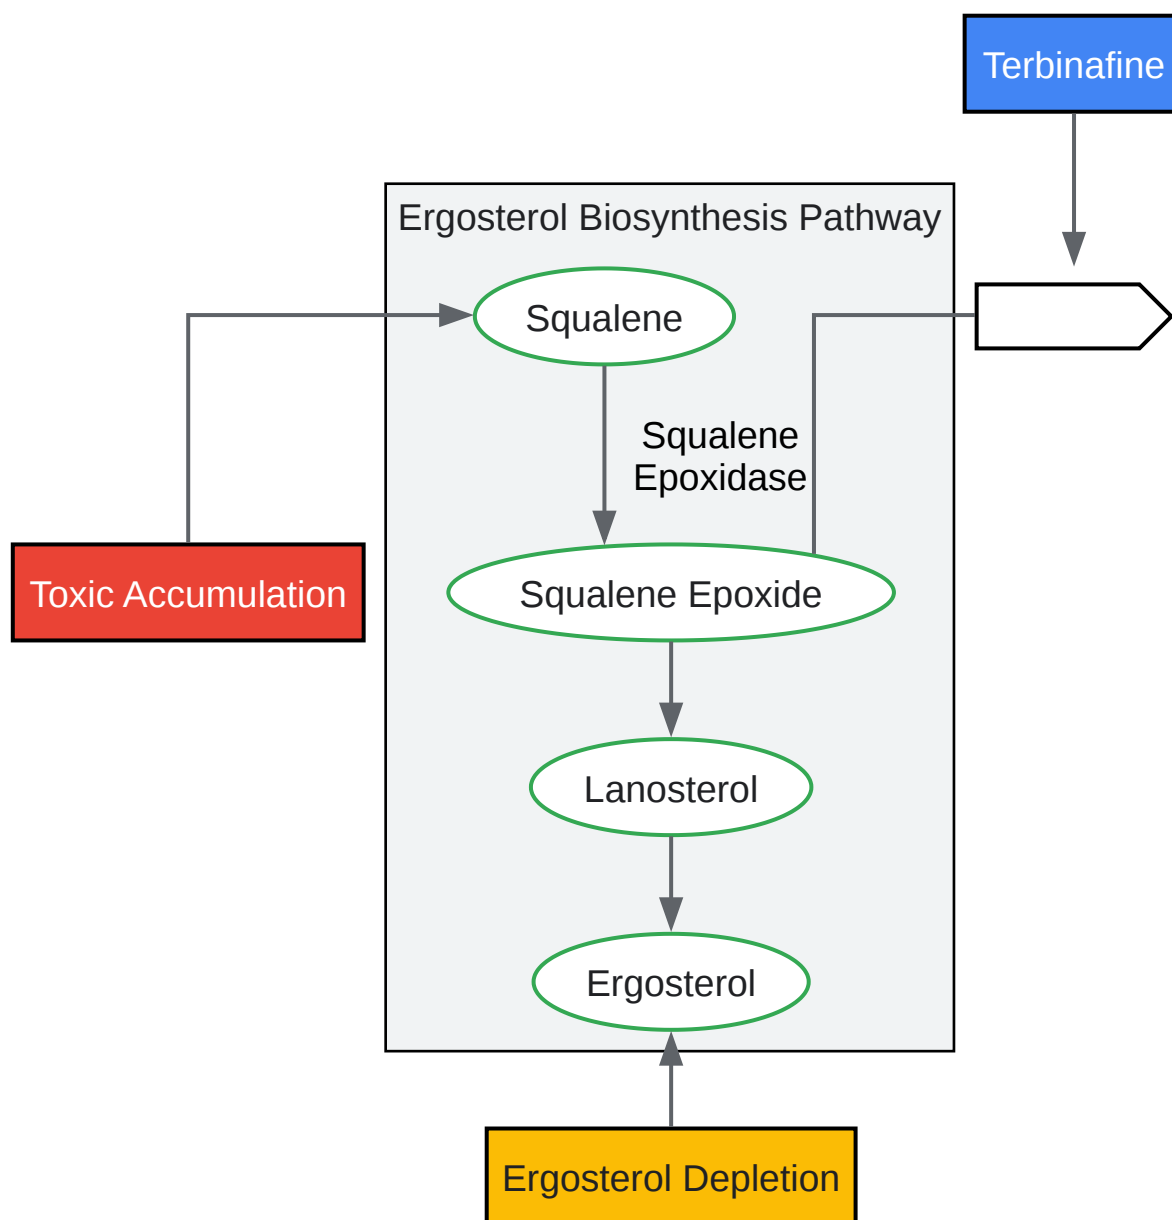 Terbinafine
Ergosterol Biosynthesis Pathway
Squalene
Squalene
Epoxidase
Toxic Accumulation
Squalene Epoxide
Lanosterol
Ergosterol
Ergosterol Depletion